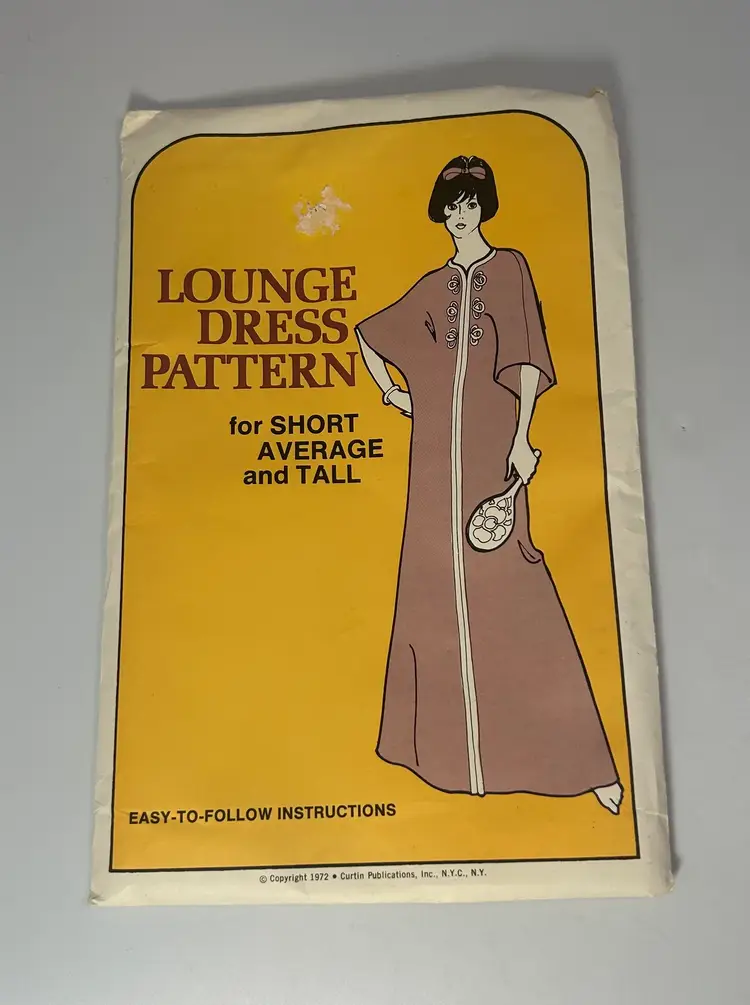 LOUNGE
DRESS
PATTERN
for SHORT
AVERAGE
and TALL
EASY-TO-FOLLOW INSTRUCTIONS
© Copyright 1972 • Curtin Publications, Inc., N.Y.C., N.Y.